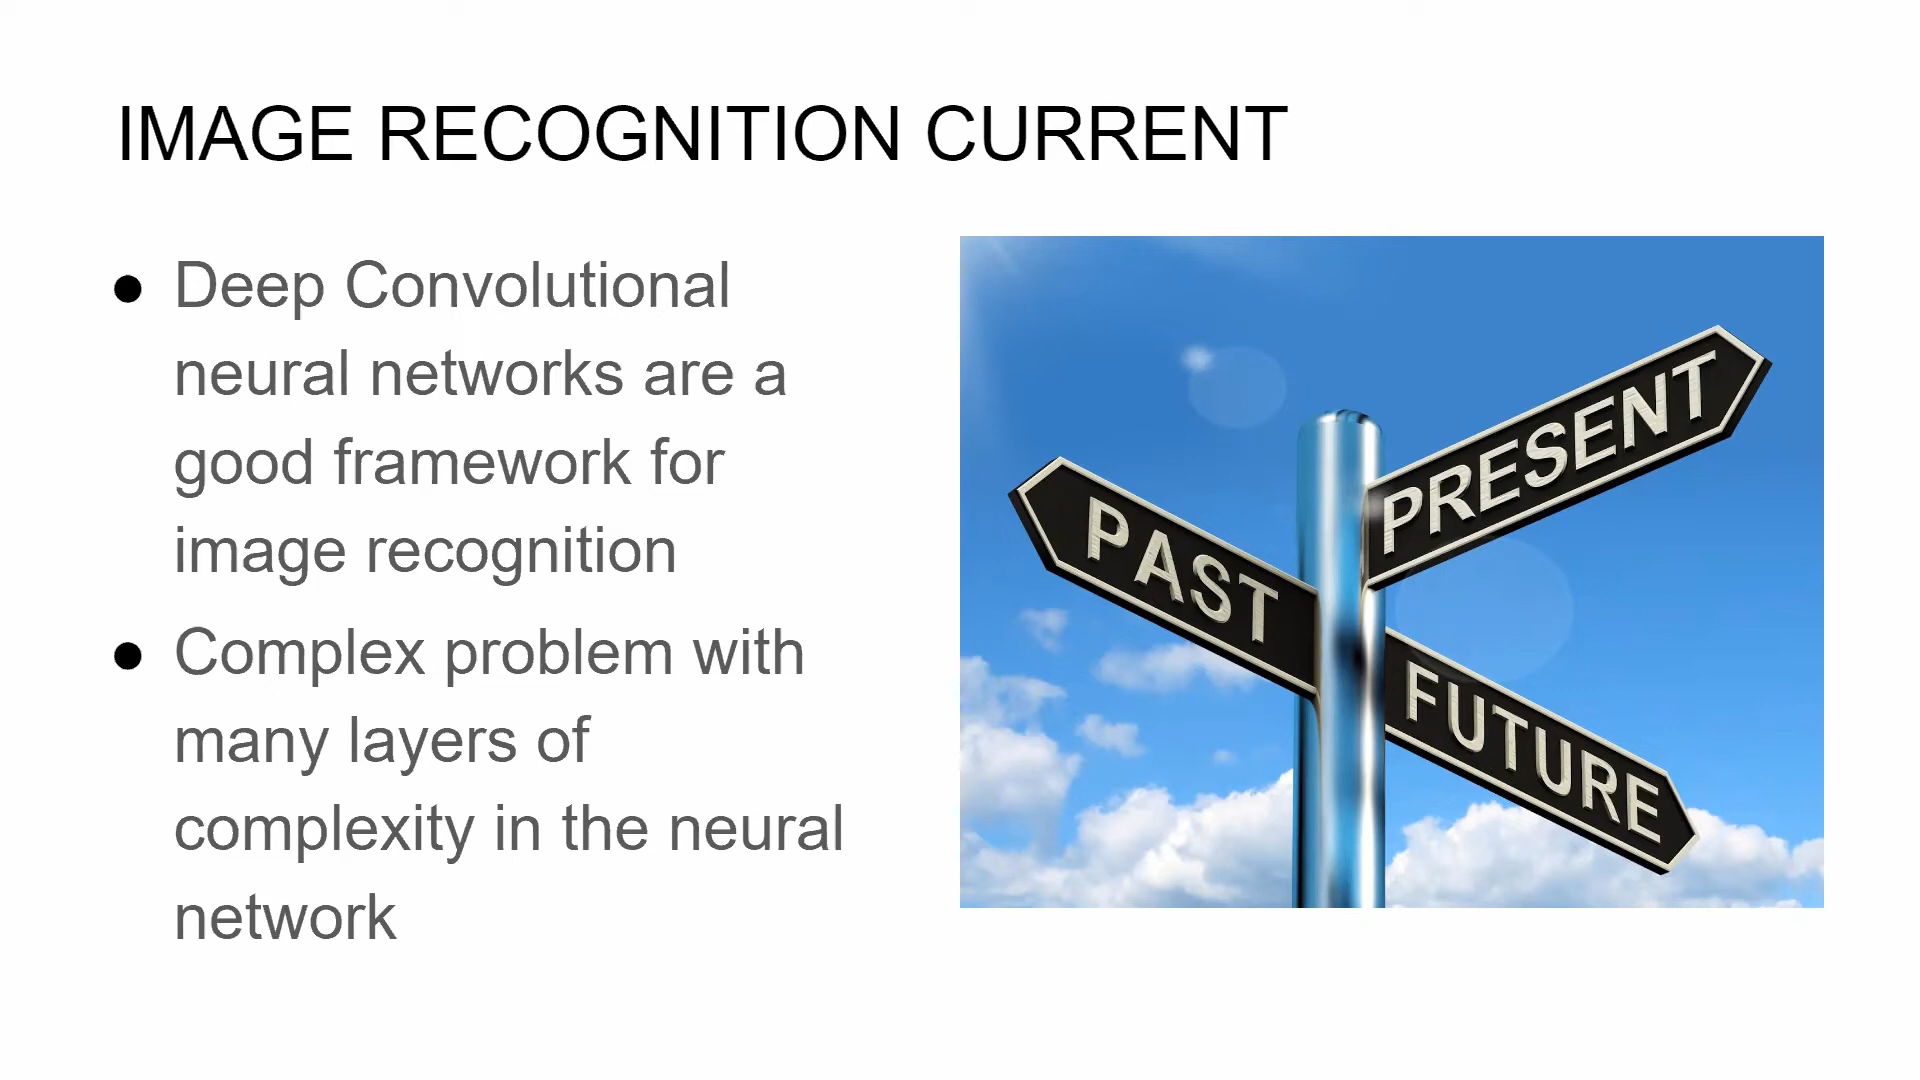 IMAGE RECOGNITION CURRENT
● Deep Convolutional
neural networks are a
good framework for
image recognition
● Complex problem with
many layers of
complexity in the neural
network
PRESENT
PAST
FUTURE